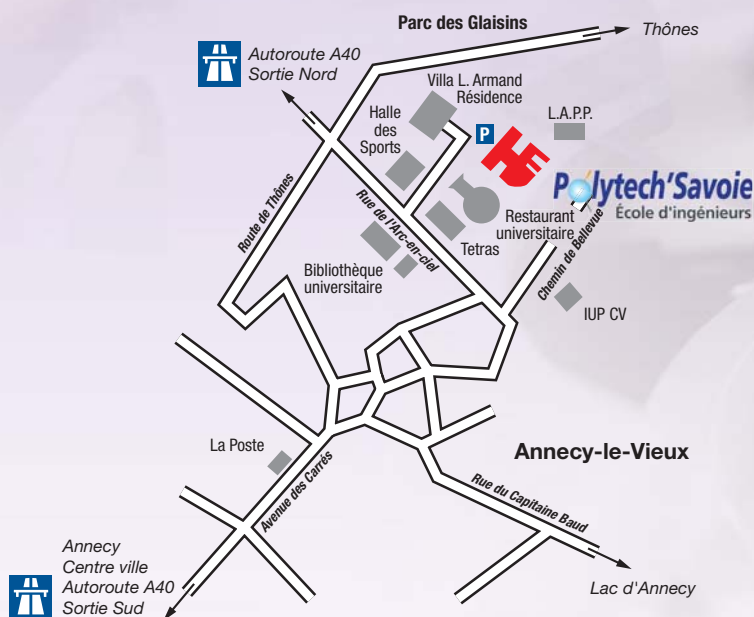 Parc des Glaisins
Thônes
Autoroute A40
Sortie Nord
Villa L. Armand
Résidence
Halle
des
Sports
P
L.A.P.P.
Polytech'Savoie
École d'ingénieurs
Route de Thônes
Rue de l'Arc-en-ciel
Restaurant
universitaire
Tetras
Chemin de Bellevue
Bibliothèque
universitaire
IUP CV
La Poste
Annecy-le-Vieux
Avenue des Carrés
Rue du Capitaine Baud
Annecy
Centre ville
Autoroute A40
Sortie Sud
Lac d'Annecy